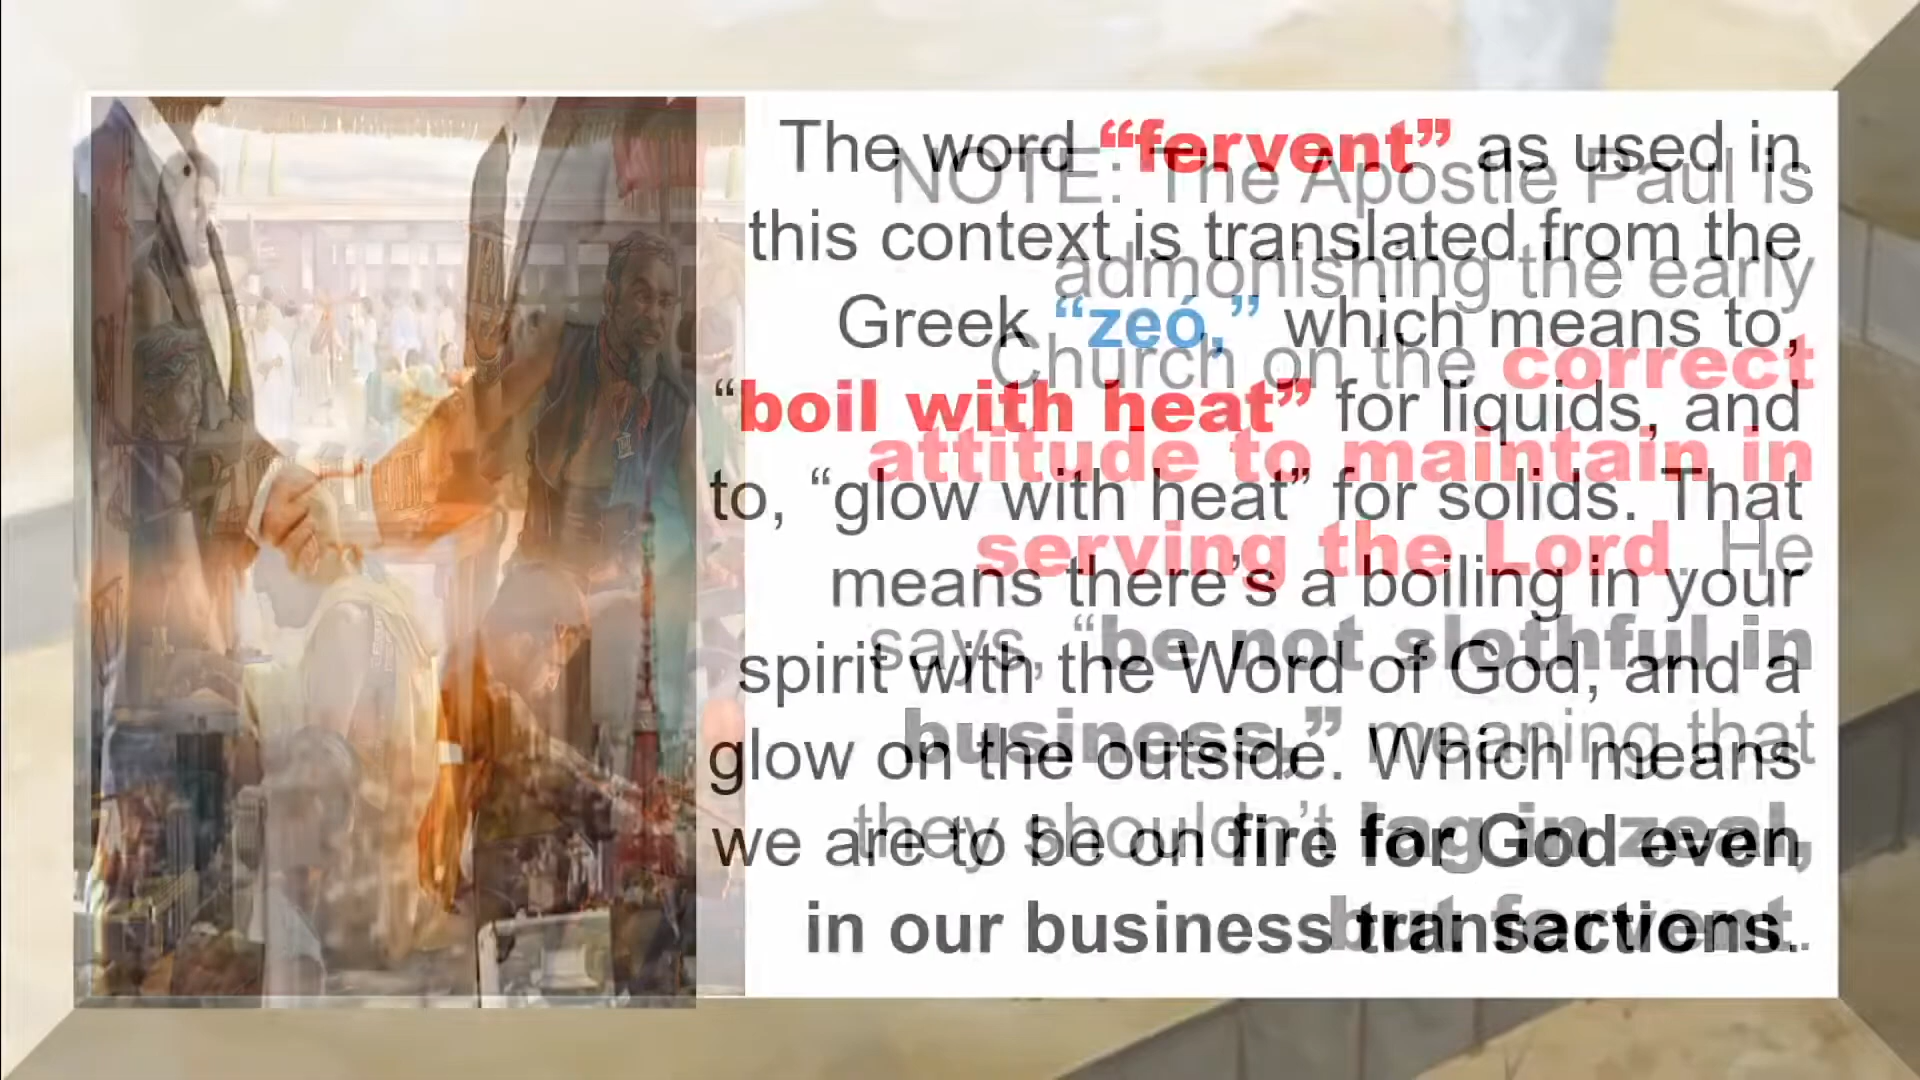 The word “fervent” as used in
this context is translated from the
Greek “zeó,” which means to,
“boil with heat” for liquids, and
to, “glow with heat” for solids. That
means there’s a boiling in your
spirit with the Word of God, and a
glow on the outside. Which means
we are to be on fire for God even
in our business transactions.
NOTE: The Apostle Paul is
admonishing the early
Church on the correct
attitude to maintain in
serving the Lord. He
says, “be not slothful in
business,” meaning that
they shouldn’t lag in zeal,
but fervent.